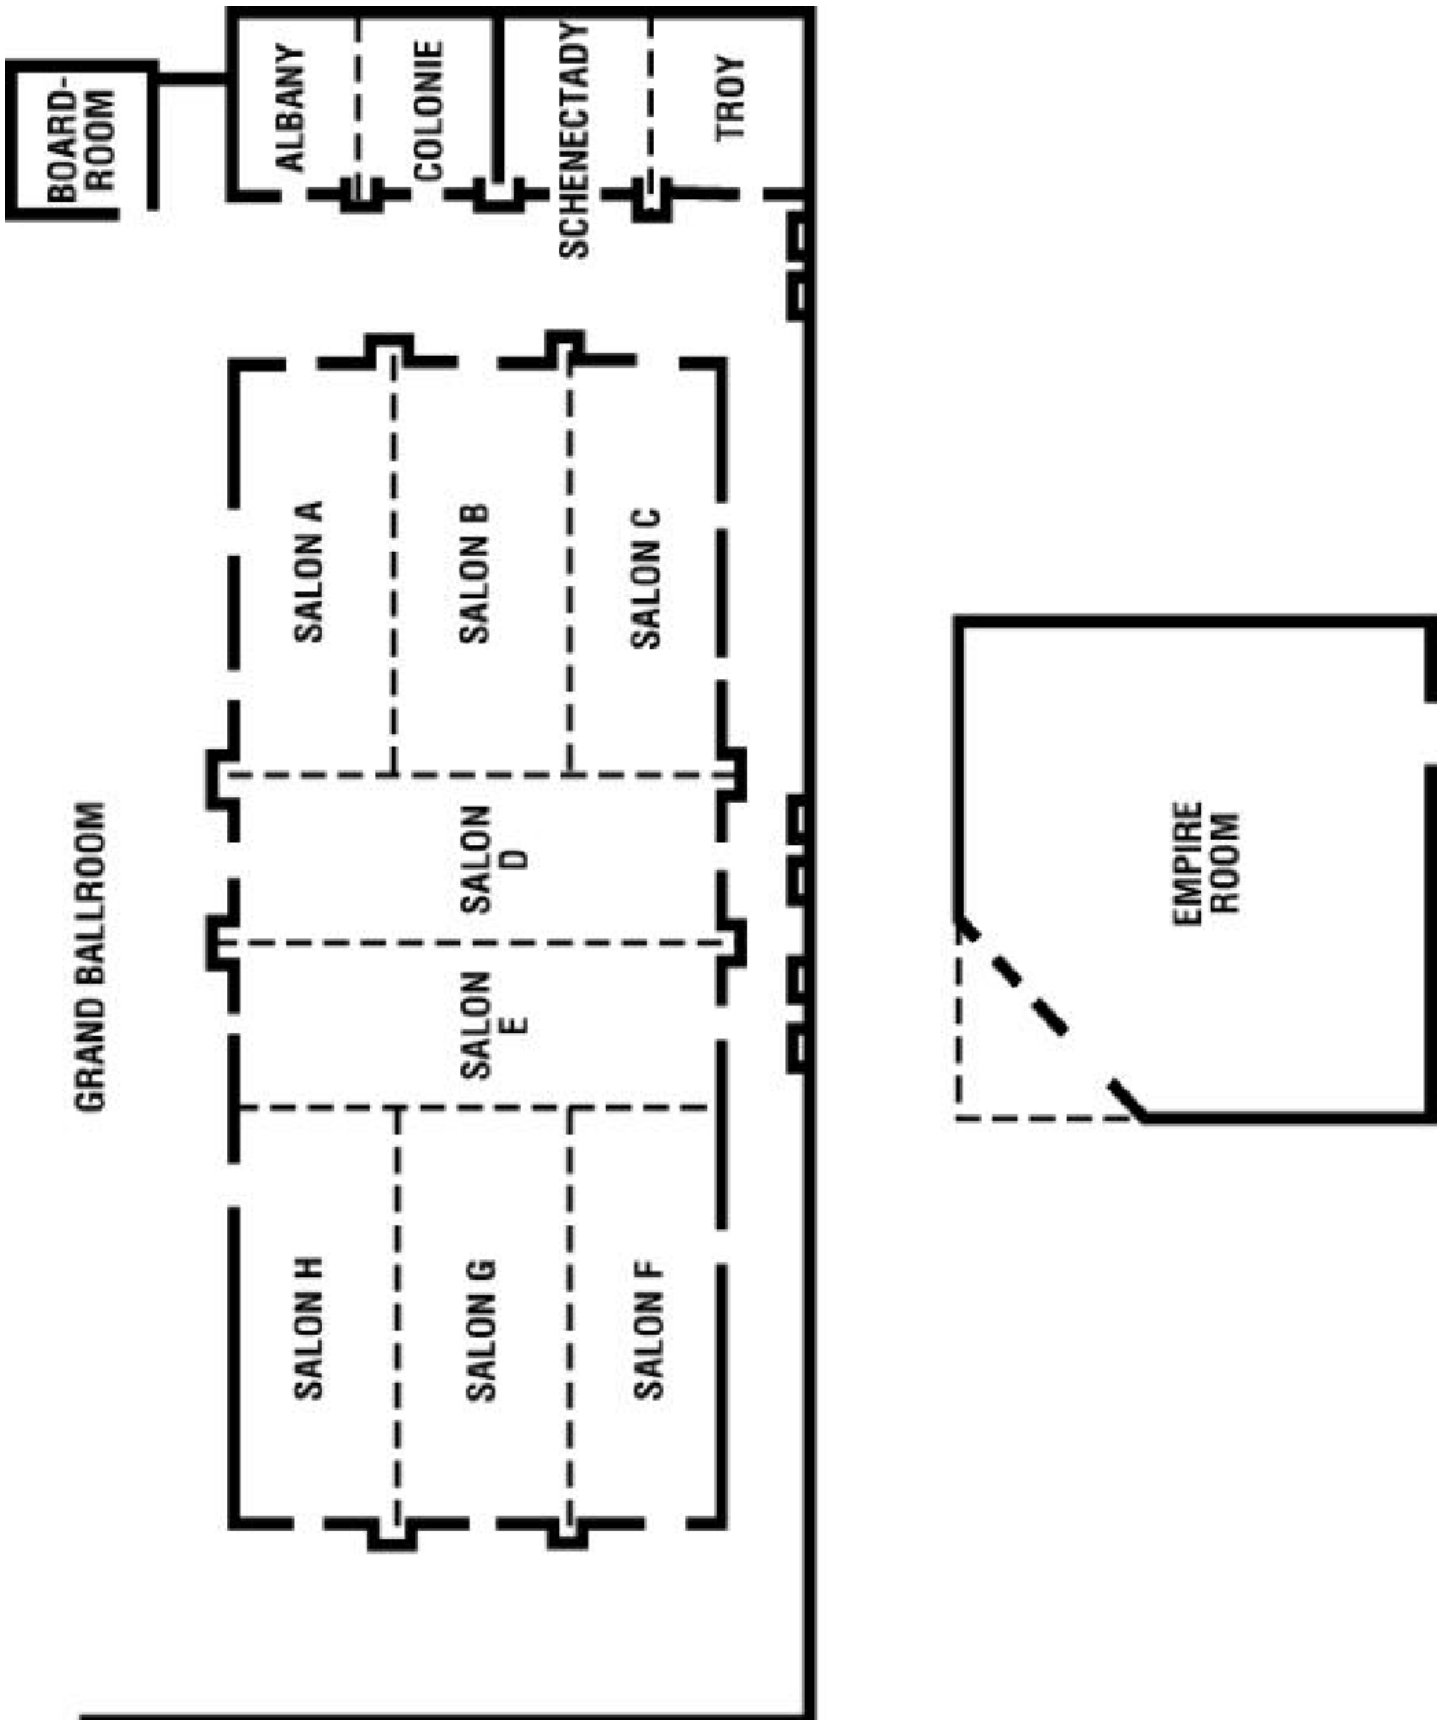 BOARD-
ROOM
ALBANY
COLONIE
SCHENECTADY
TROY
GRAND BALLROOM
SALON A
SALON B
SALON C
SALON
D
SALON
E
SALON H
SALON G
SALON F
EMPIRE
ROOM